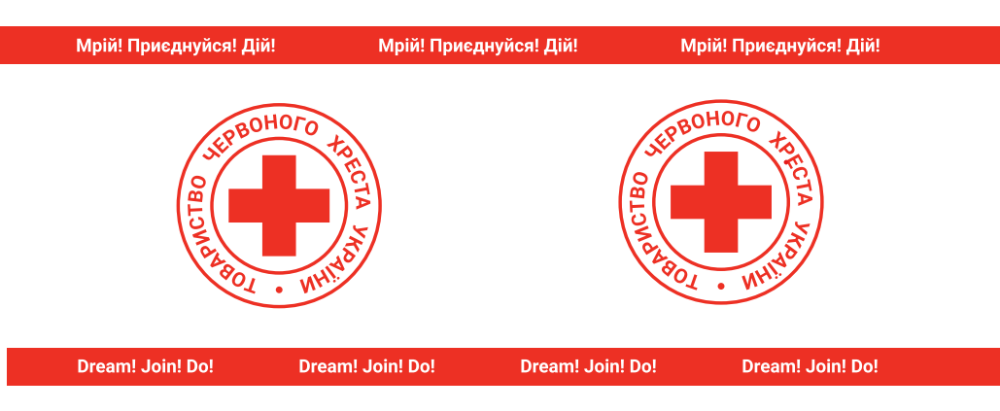 Мрій! Приєднуйся! Дій! Мрій! Приєднуйся! Дій! Мрій! Приєднуйся! Дій!
ТОВАРИСТВО ЧЕРВОНОГО ХРЕСТА УКРАЇНИ
ТОВАРИСТВО ЧЕРВОНОГО ХРЕСТА УКРАЇНИ
Dream! Join! Do! Dream! Join! Do! Dream! Join! Do! Dream! Join! Do!